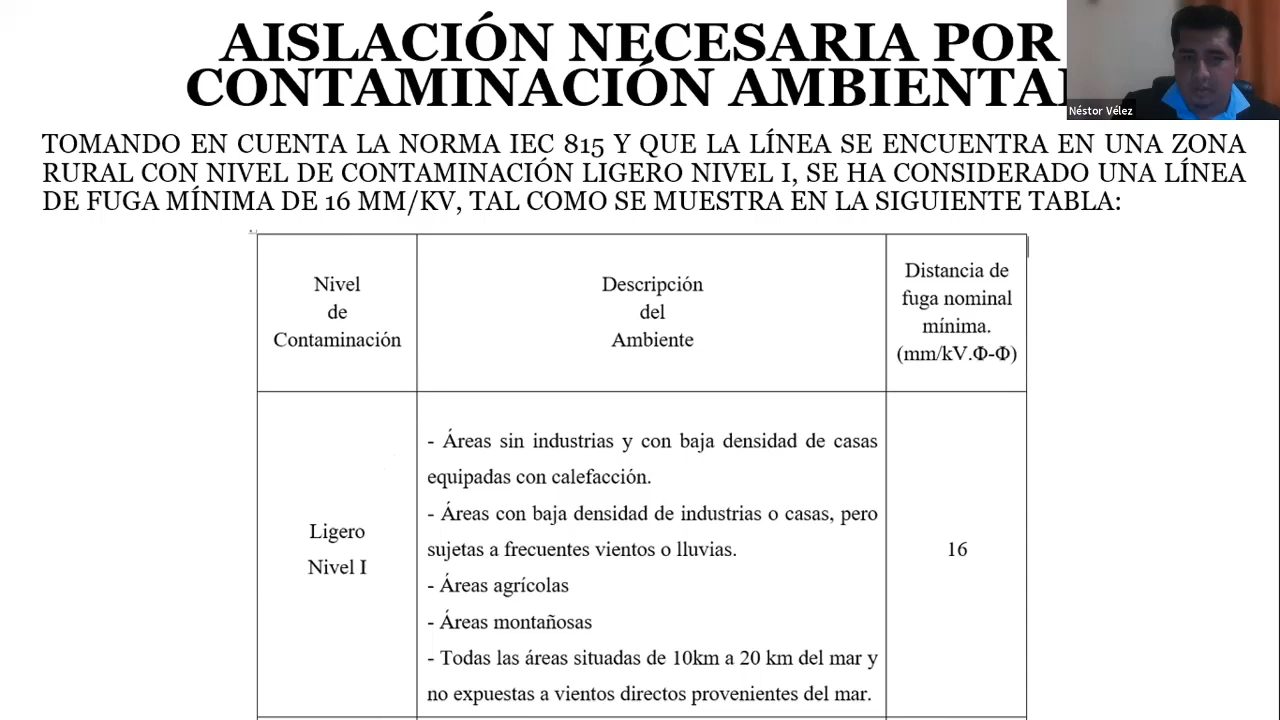 AISLACIÓN NECESARIA POR
CONTAMINACIÓN AMBIENTAL
Néstor Vélez
TOMANDO EN CUENTA LA NORMA IEC 815 Y QUE LA LÍNEA SE ENCUENTRA EN UNA ZONA
RURAL CON NIVEL DE CONTAMINACIÓN LIGERO NIVEL I, SE HA CONSIDERADO UNA LÍNEA
DE FUGA MÍNIMA DE 16 MM/KV, TAL COMO SE MUESTRA EN LA SIGUIENTE TABLA:
Nivel
de
Contaminación
Descripción
del
Ambiente
Distancia de
fuga nominal
mínima.
(mm/kV.Φ-Φ)
Ligero
Nivel I
- Áreas sin industrias y con baja densidad de casas
equipadas con calefacción.
- Áreas con baja densidad de industrias o casas, pero
sujetas a frecuentes vientos o lluvias.
- Áreas agrícolas
- Áreas montañosas
- Todas las áreas situadas de 10km a 20 km del mar y
no expuestas a vientos directos provenientes del mar.
16